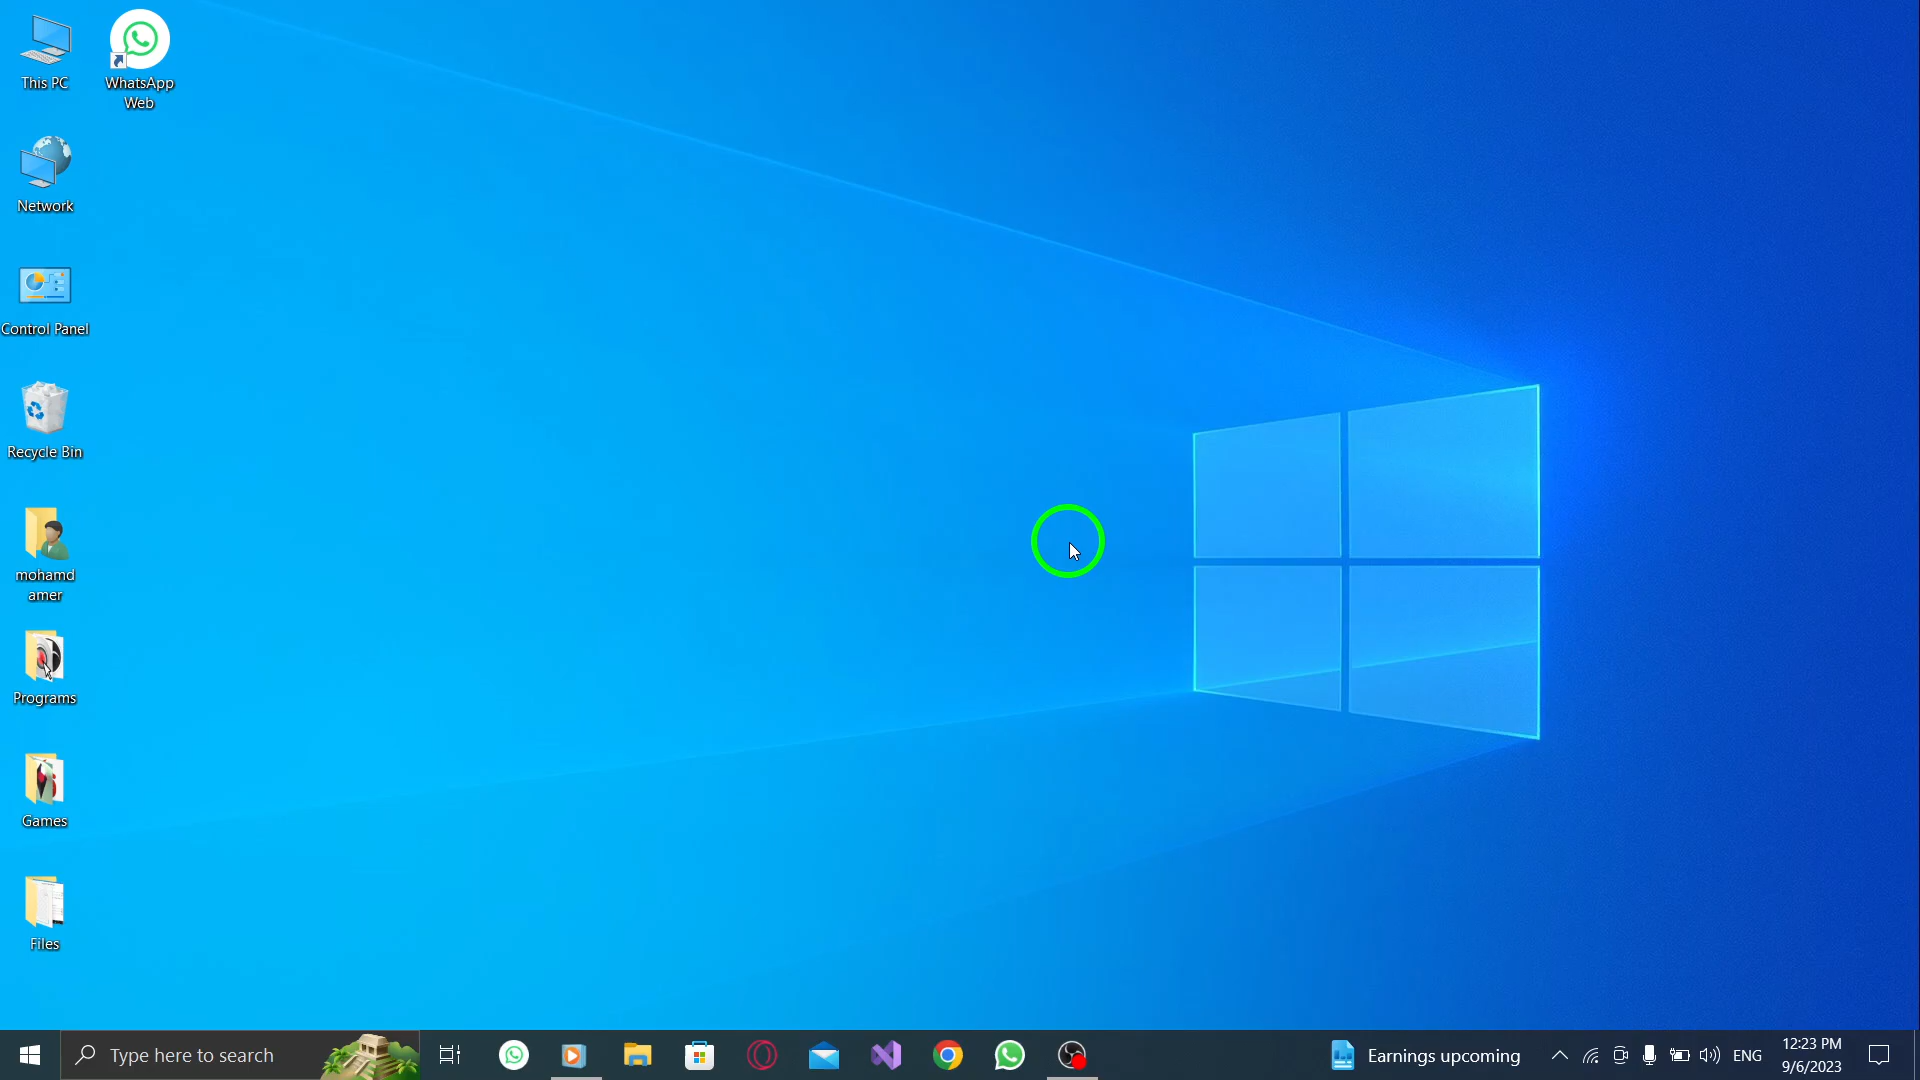 This PC
WhatsApp
Web
Network
Control Panel
Recycle Bin
mohamd
amer
Programs
Games
Files
Type here to search
Earnings upcoming
ENG
12:23 PM
9/6/2023